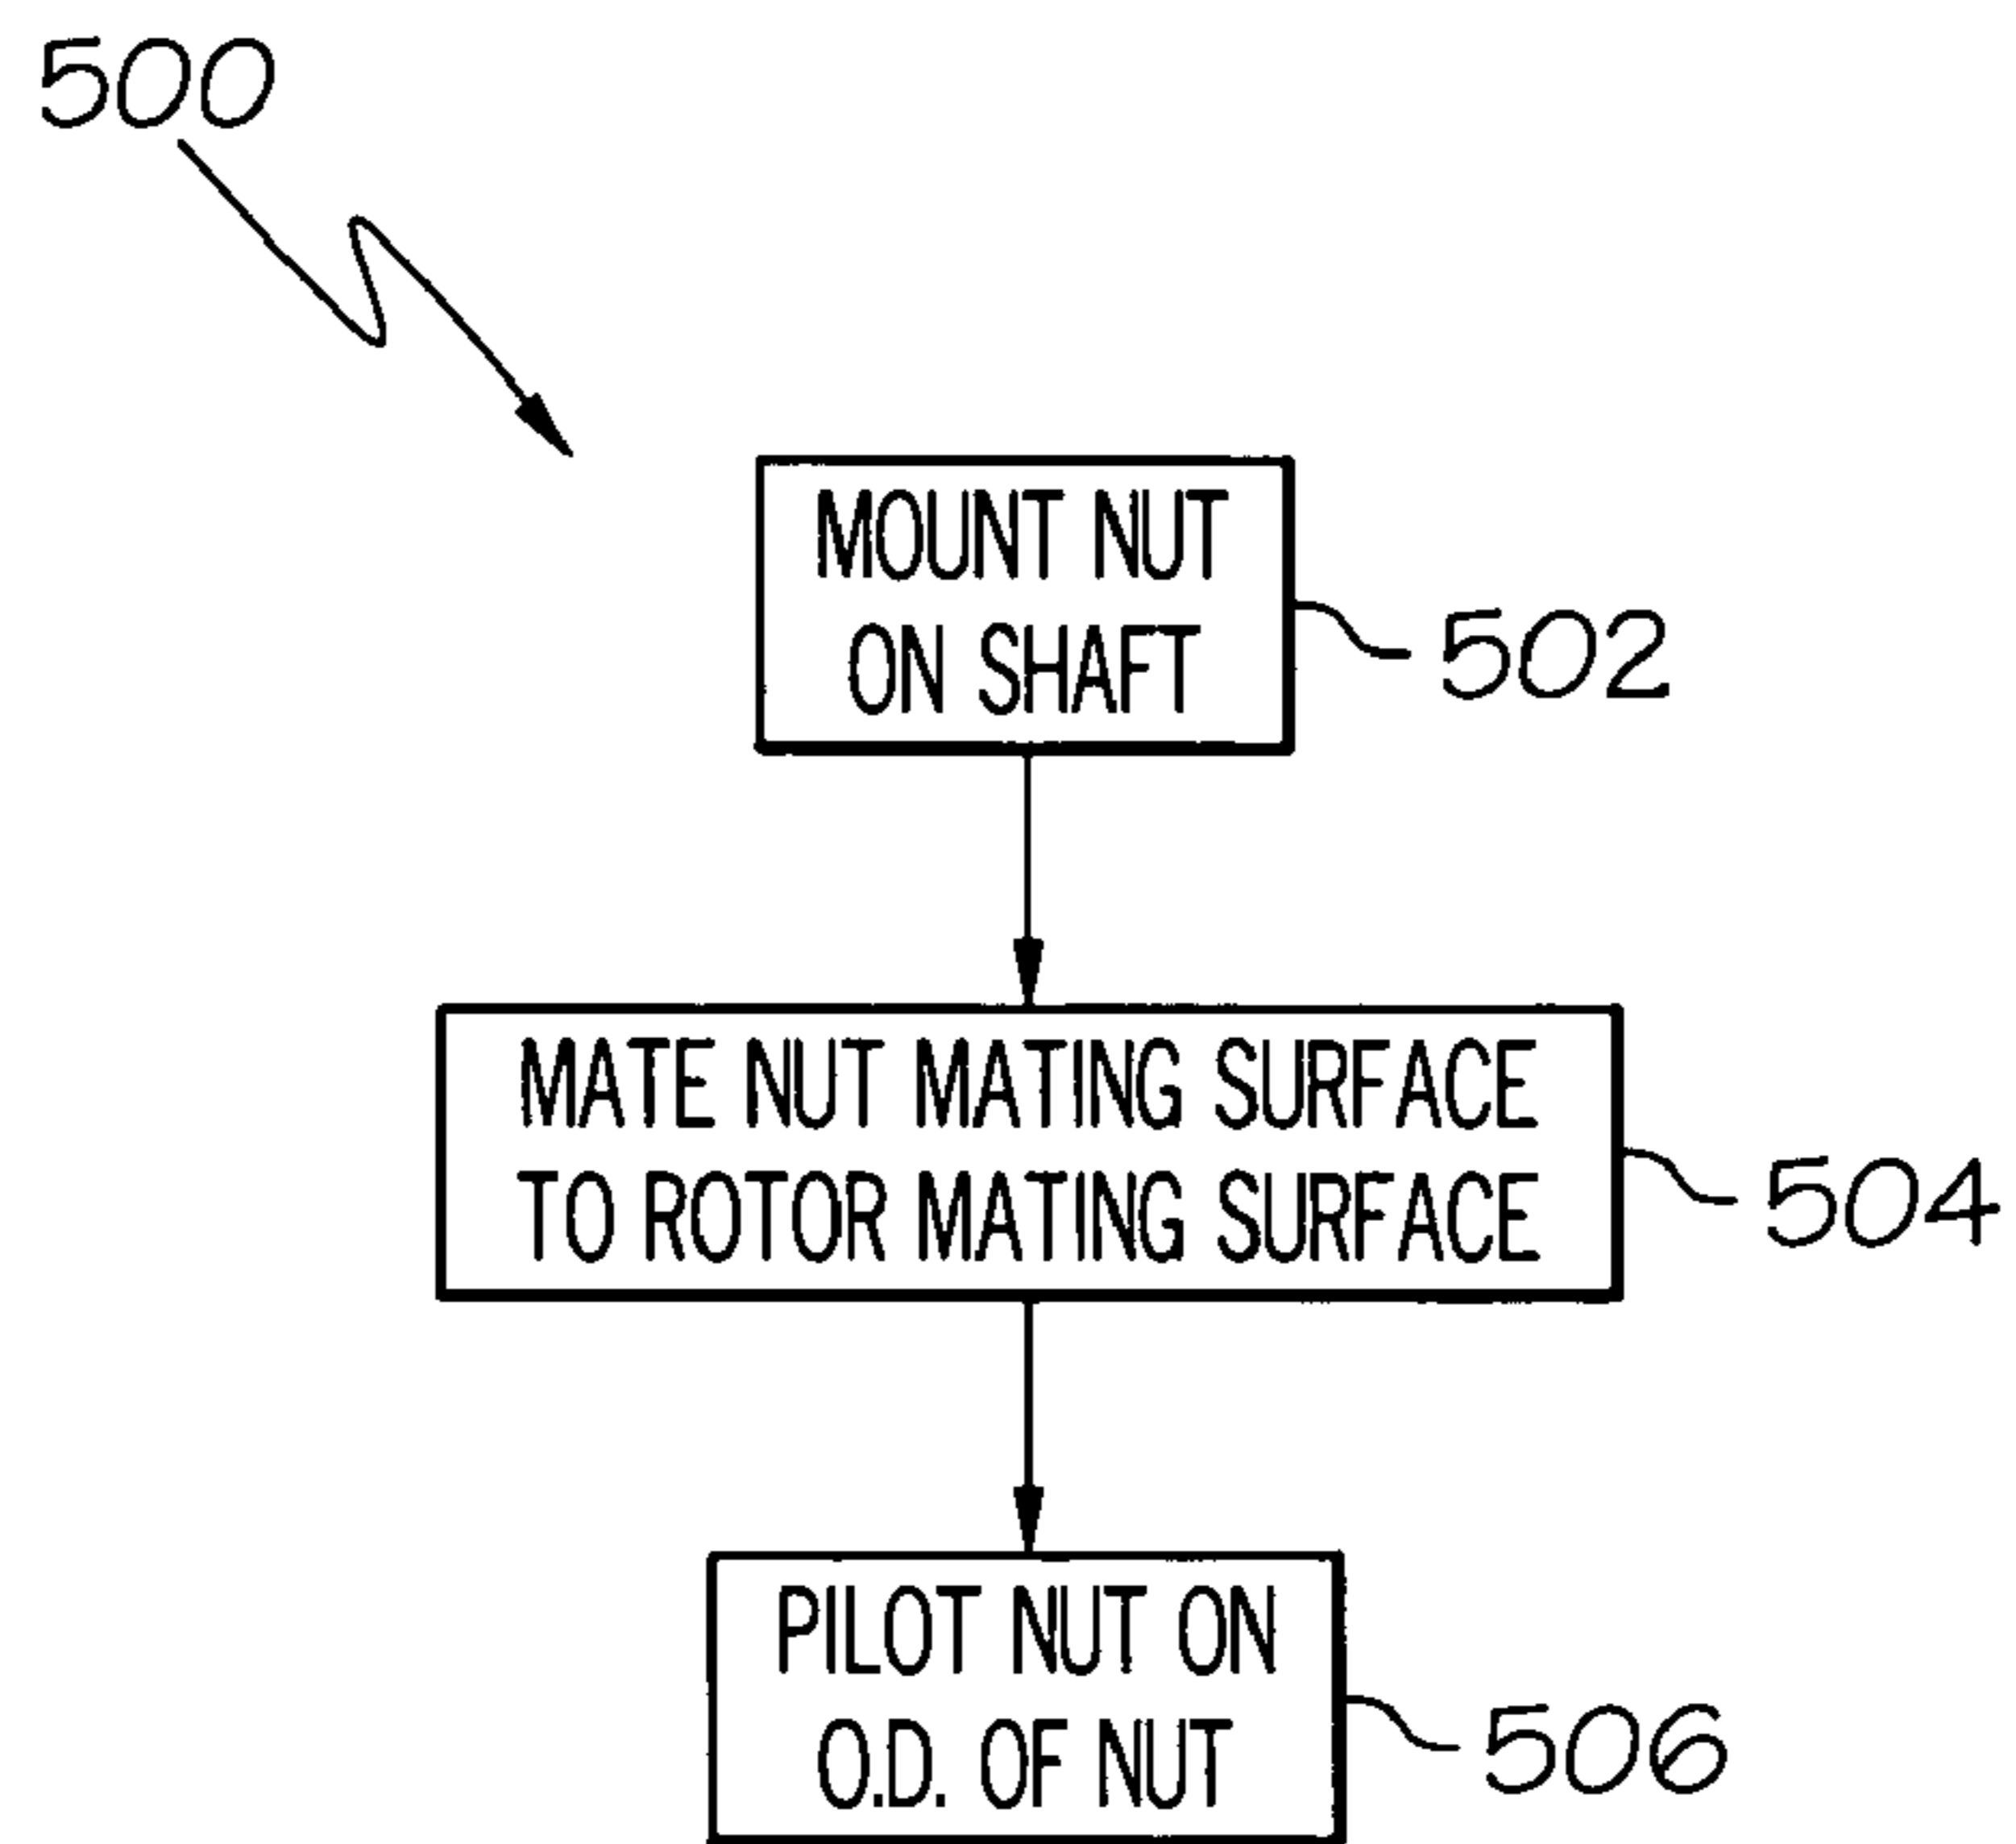 500
MOUNT NUT
ON SHAFT
502
MATE NUT MATING SURFACE
TO ROTOR MATING SURFACE
504
PILOT NUT ON
O.D. OF NUT
506